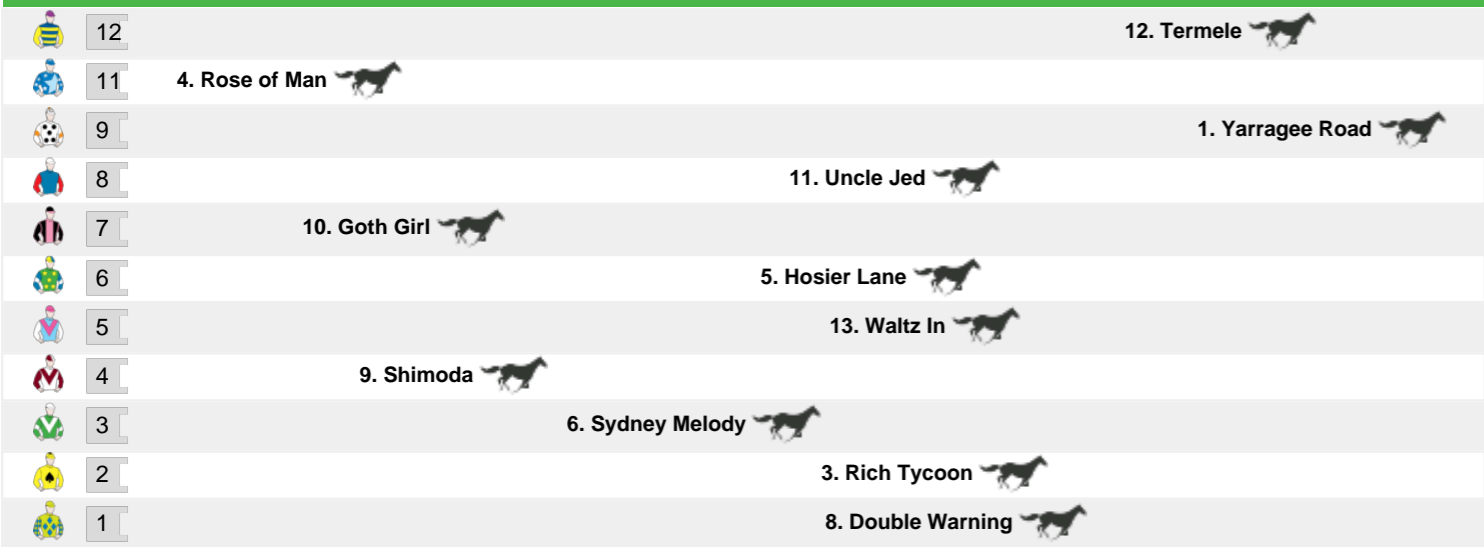 12 12. Termele
11 4. Rose of Man
9 1. Yarragee Road
8 11. Uncle Jed
7 10. Goth Girl
6 5. Hosier Lane
5 13. Waltz In
4 9. Shimoda
3 6. Sydney Melody
2 3. Rich Tycoon
1 8. Double Warning